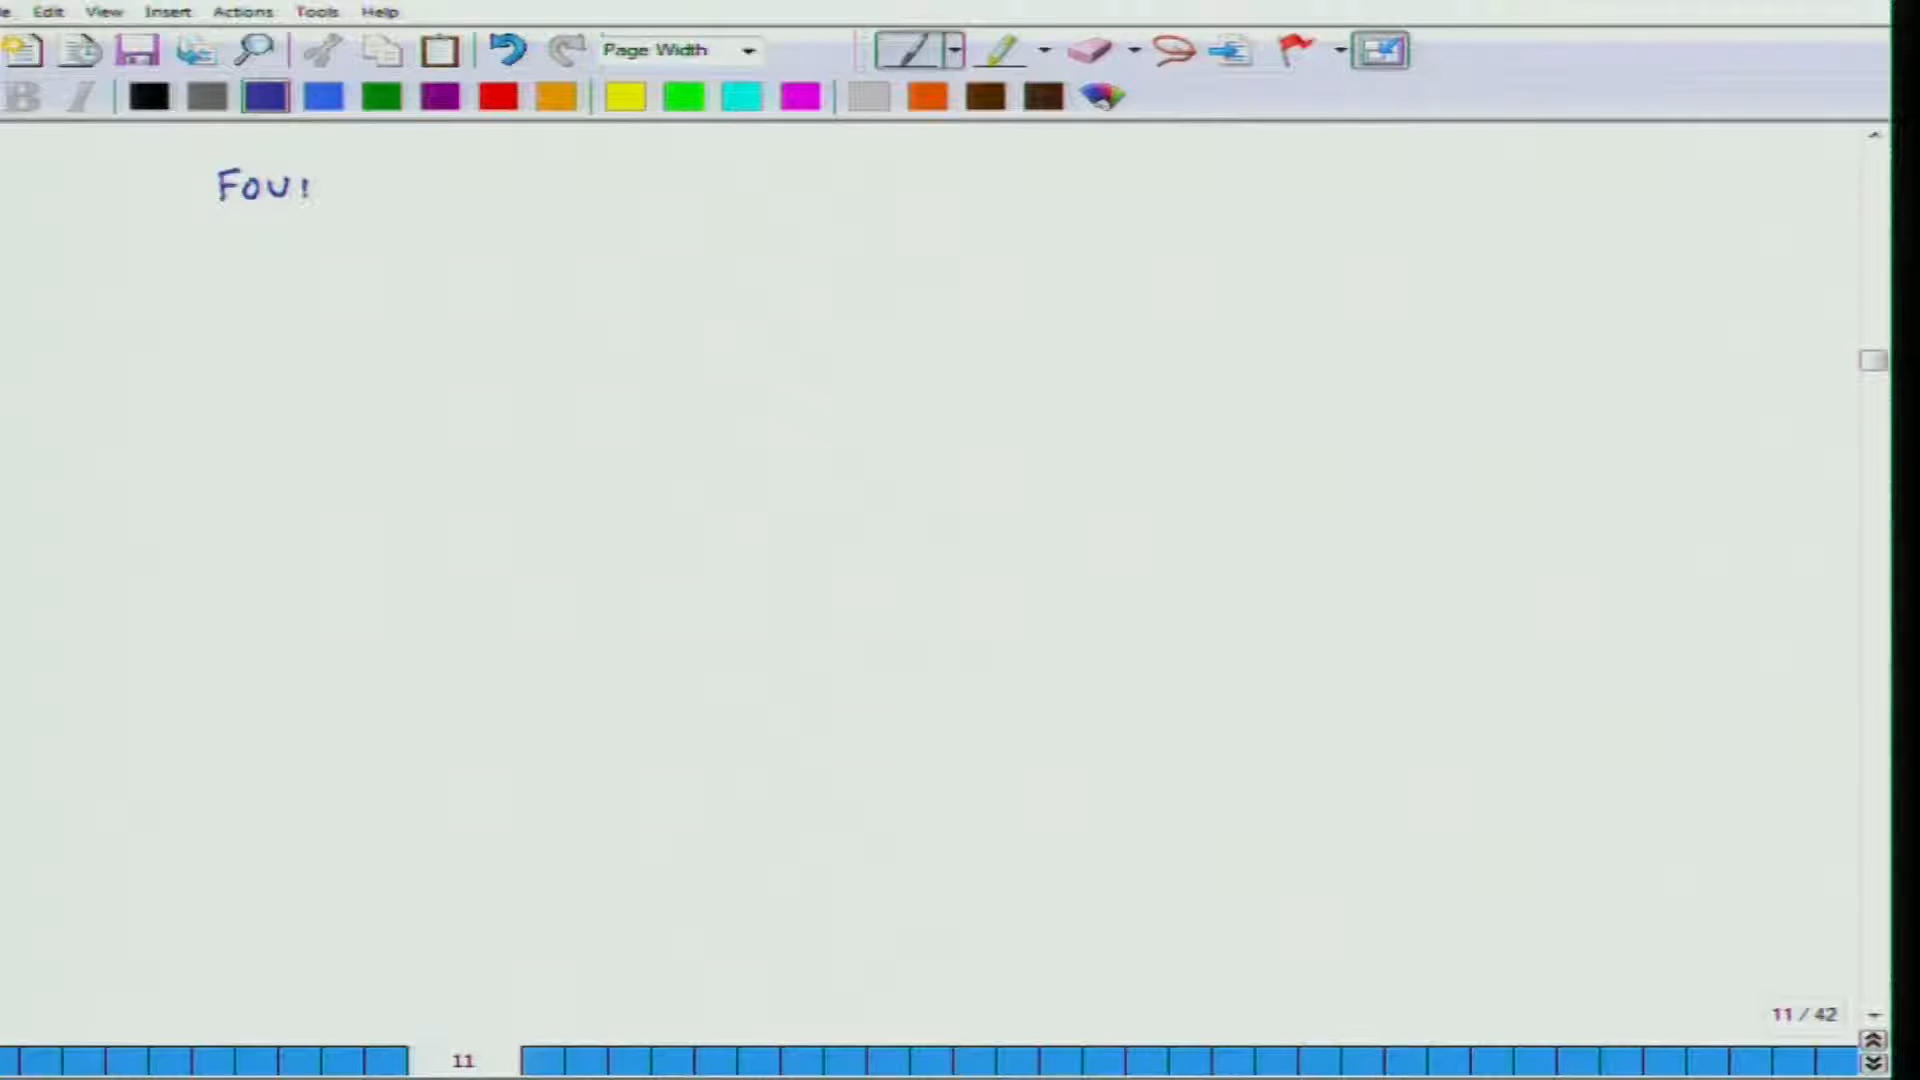 Edit View Insert Actions Tools Help
Page Width
B I
Fou
11 / 42
11